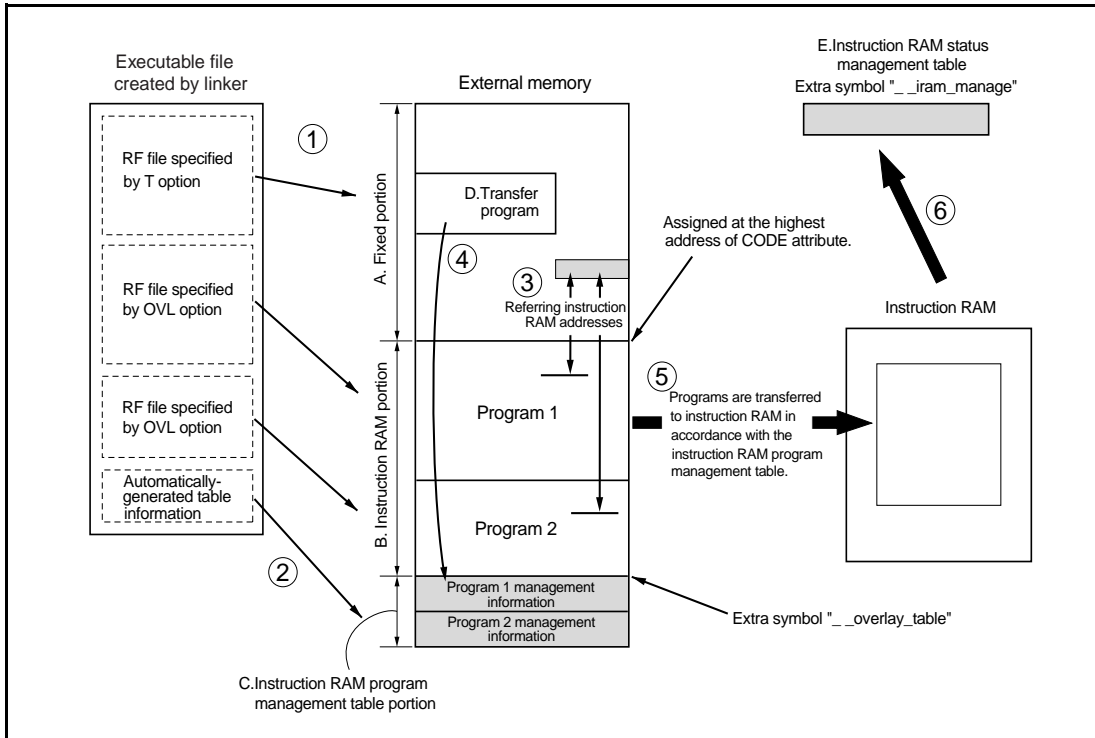 Executable file
created by linker
RF file specified
by T option
RF file specified
by OVL option
RF file specified
by OVL option
Automatically-
generated table
information
①
②
External memory
A. Fixed portion
D.Transfer
program
④
③
Referring instruction
RAM addresses
B. Instruction RAM portion
Program 1
Program 2
Program 1 management
information
Program 2 management
information
C.Instruction RAM program
management table portion
E.Instruction RAM status
management table
Extra symbol "_ _iram_manage"
⑥
Assigned at the highest
address of CODE attribute.
Instruction RAM
⑤
Programs are transferred
to instruction RAM in
accordance with the
instruction RAM program
management table.
Extra symbol "_ _overlay_table"